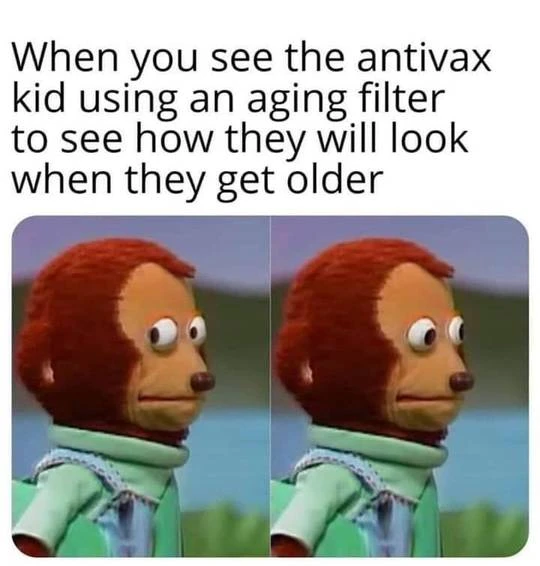 When you see the antivax
kid using an aging filter
to see how they will look
when they get older